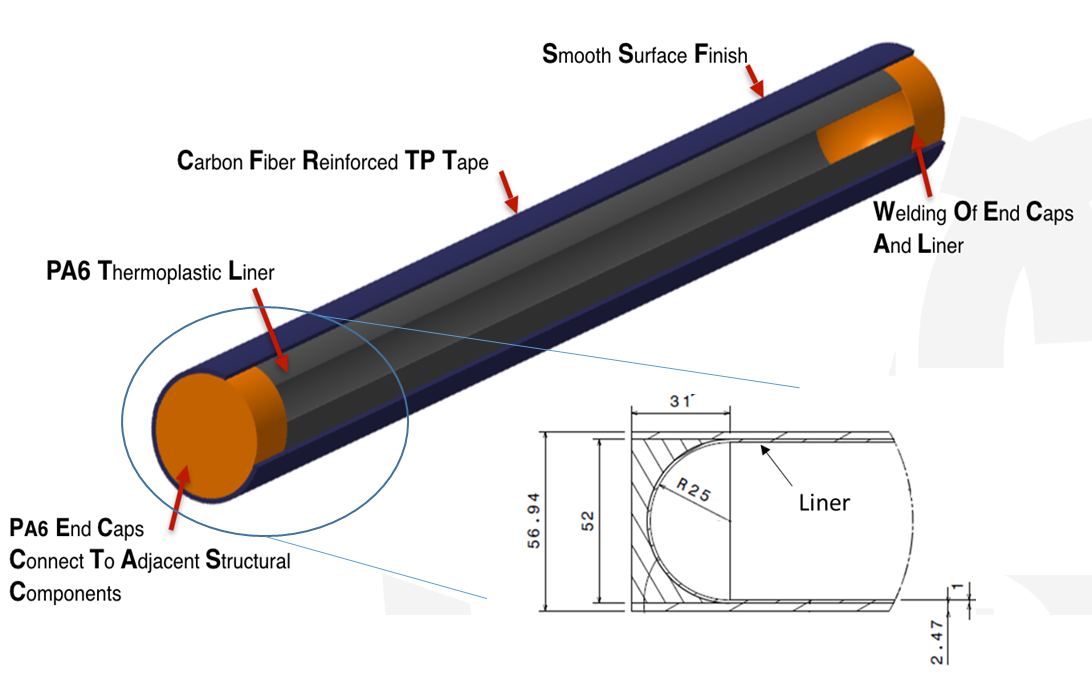 Smooth Surface Finish
Carbon Fiber Reinforced TP Tape
Welding Of End Caps
And Liner
PA6 Thermoplastic Liner
PA6 End Caps
Connect To Adjacent Structural
Components
31
R25
Liner
56.94
52
1
2.47